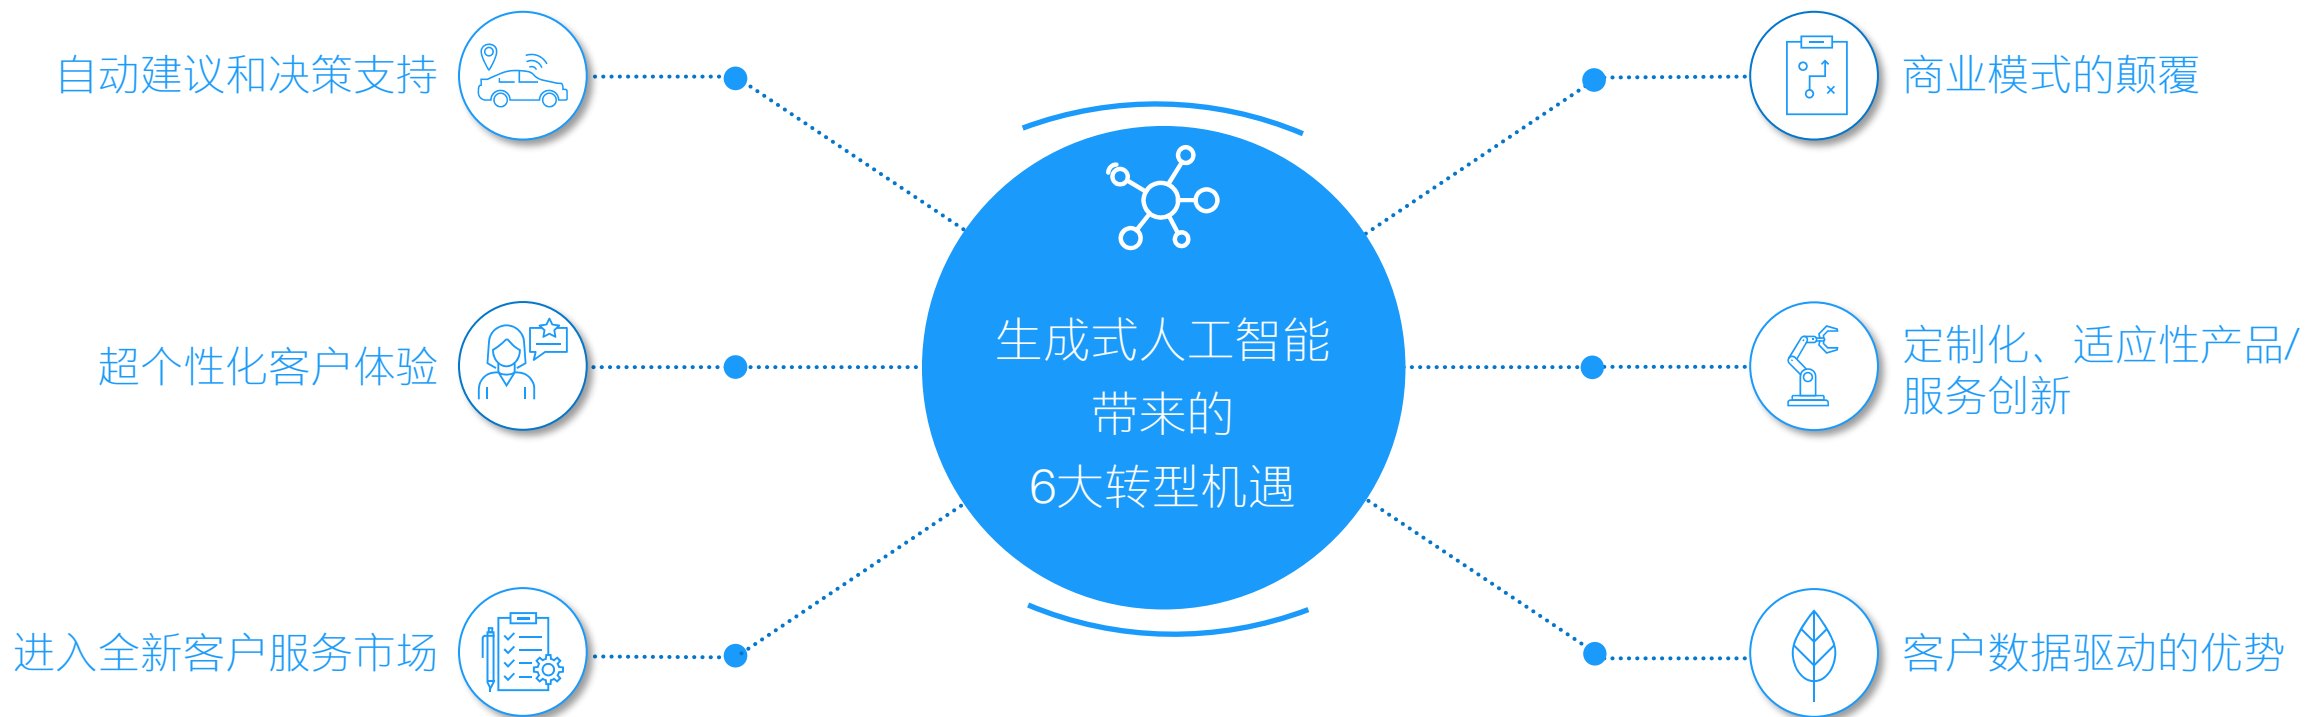 自动建议和决策支持
超个性化客户体验
进入全新客户服务市场
生成式人工智能
带来的
6大转型机遇
商业模式的颠覆
定制化、适应性产品/
服务创新
客户数据驱动的优势